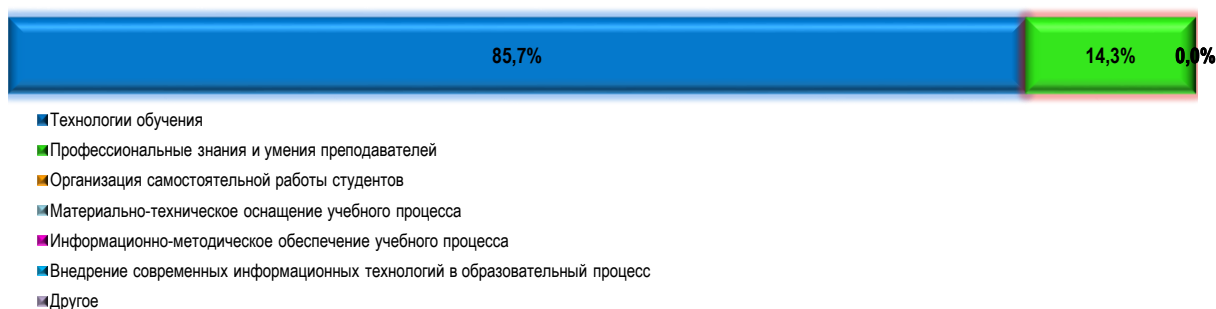 85,7% 14,3% 0,0%
Технологии обучения
Профессиональные знания и умения преподавателей
Организация самостоятельной работы студентов
Материально-техническое оснащение учебного процесса
Информационно-методическое обеспечение учебного процесса
Внедрение современных информационных технологий в образовательный процесс
Другое